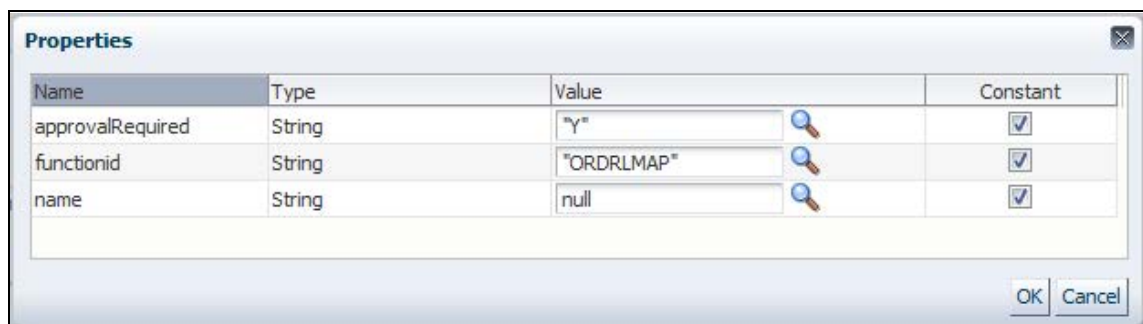 Properties
Name Type Value Constant
approvalRequired String "Y"
functionid String "ORDRLMAP"
name String null
OK Cancel